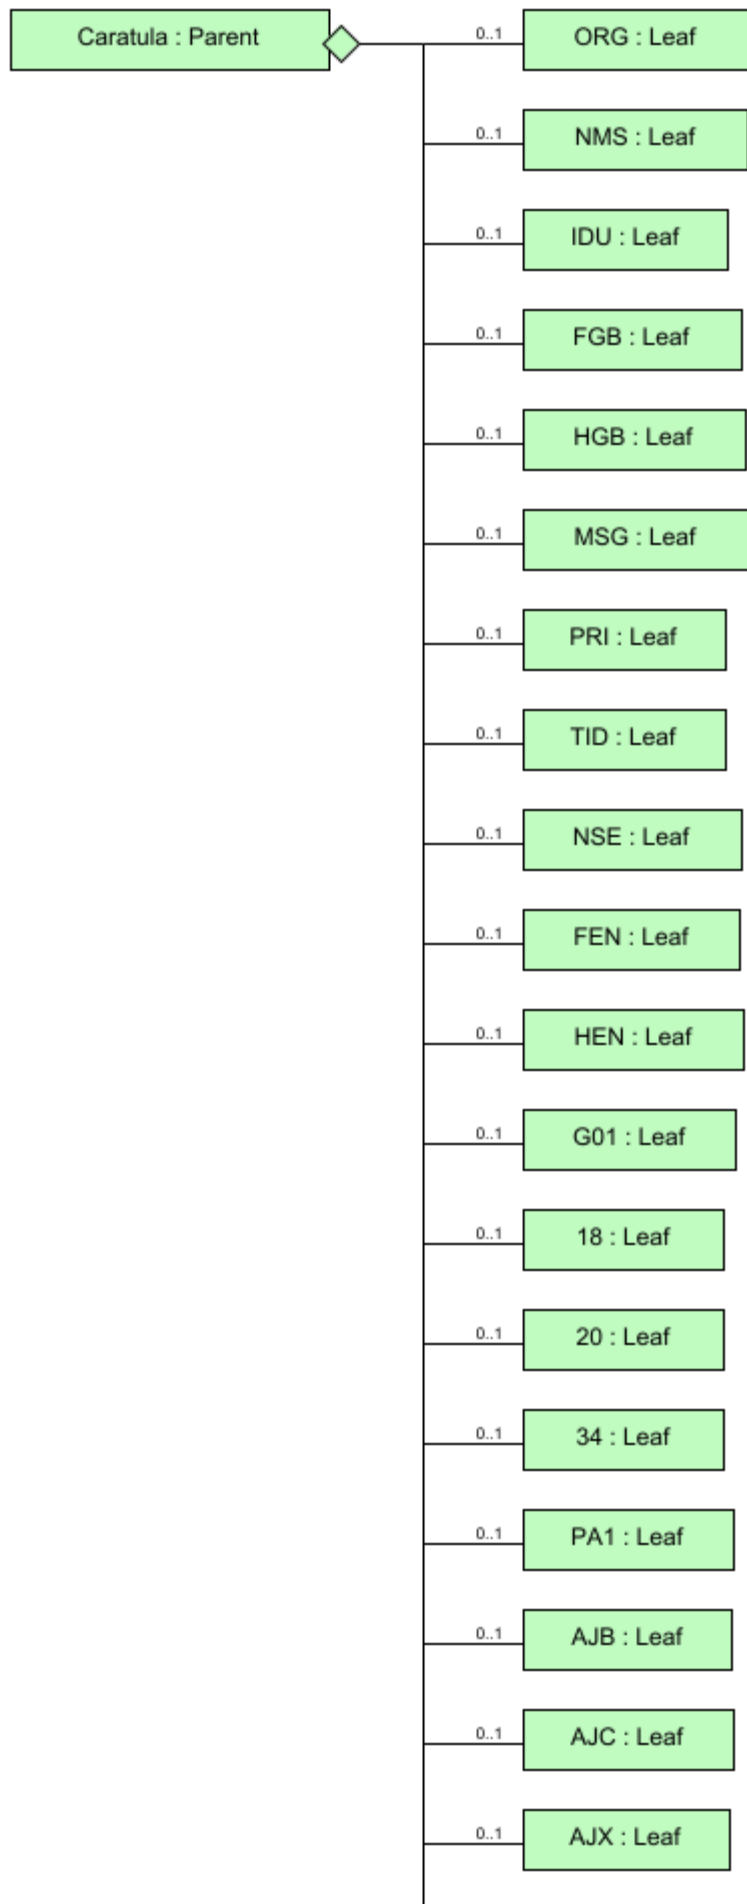 Caratula : Parent
0..1
ORG : Leaf
0..1
NMS : Leaf
0..1
IDU : Leaf
0..1
FGB : Leaf
0..1
HGB : Leaf
0..1
MSG : Leaf
0..1
PRI : Leaf
0..1
TID : Leaf
0..1
NSE : Leaf
0..1
FEN : Leaf
0..1
HEN : Leaf
0..1
G01 : Leaf
0..1
18 : Leaf
0..1
20 : Leaf
0..1
34 : Leaf
0..1
PA1 : Leaf
0..1
AJB : Leaf
0..1
AJC : Leaf
0..1
AJX : Leaf